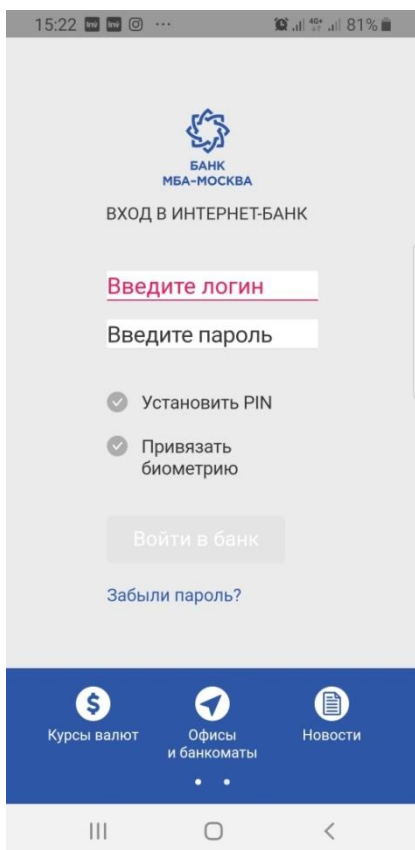 15:22 ... 4G+ 81%
БАНК
МБА-МОСКВА
ВХОД В ИНТЕРНЕТ-БАНК
Введите логин
Введите пароль
Установить PIN
Привязать
биометрию
Войти в банк
Забыли пароль?
Курсы валют Офисы Новости
и банкоматы